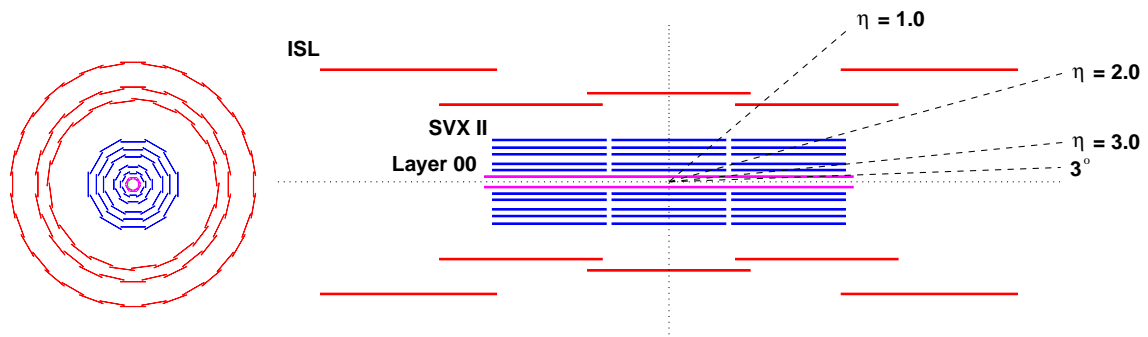 η = 1.0
ISL
η = 2.0
SVX II
η = 3.0
Layer 00
3°